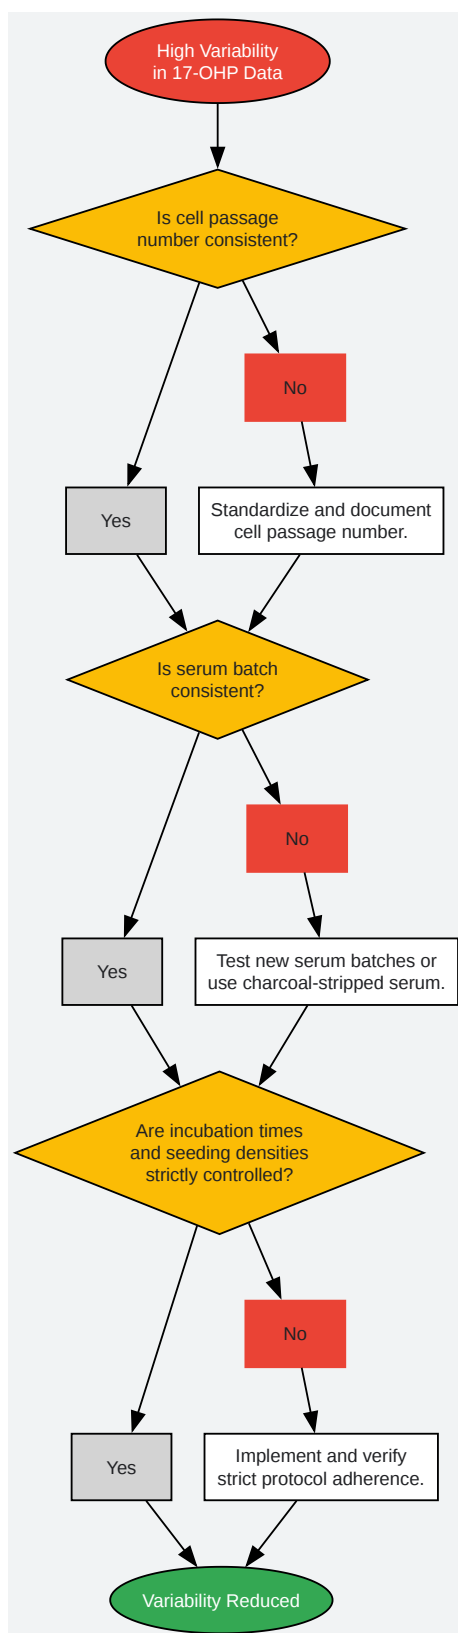 High Variability
in 17-OHP Data
Is cell passage
number consistent?
No
Yes
Standardize and document
cell passage number.
Is serum batch
consistent?
No
Yes
Test new serum batches or
use charcoal-stripped serum.
Are incubation times
and seeding densities
strictly controlled?
No
Yes
Implement and verify
strict protocol adherence.
Variability Reduced